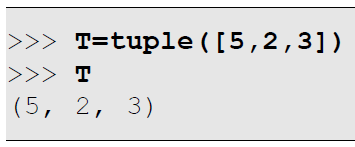 >>> T=tuple([5,2,3])
>>> T
(5, 2, 3)